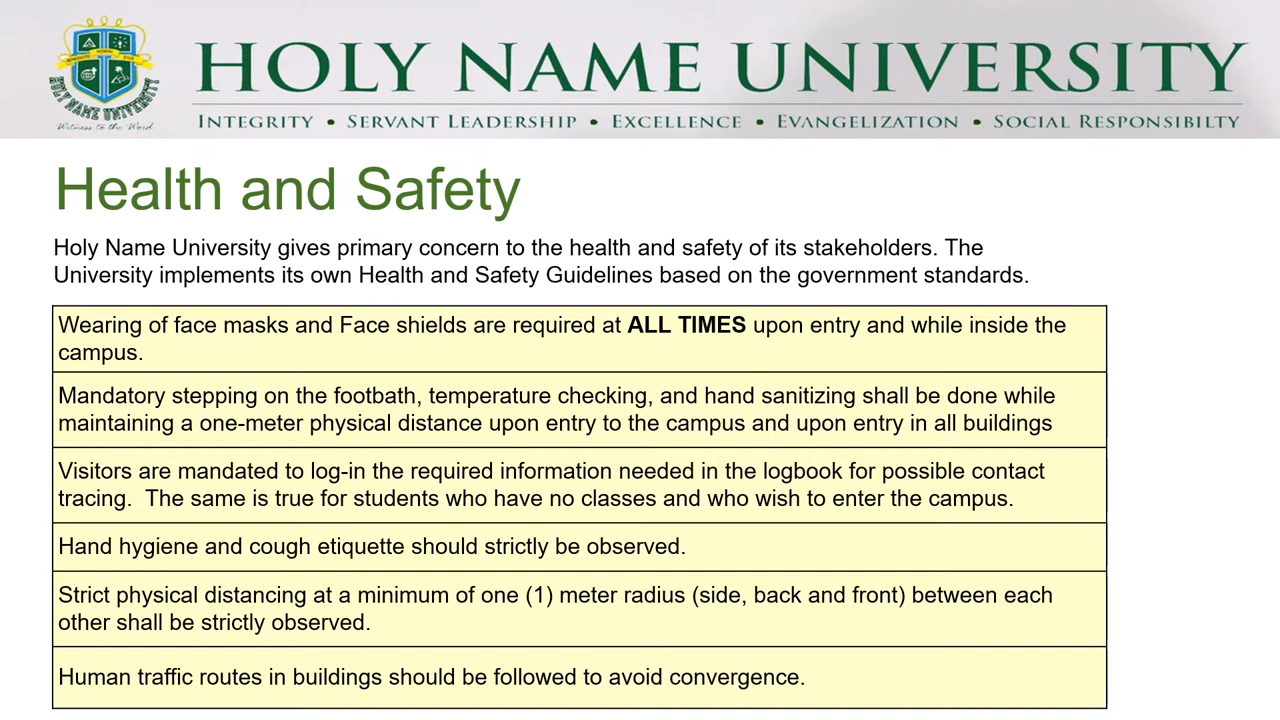 HOLY NAME UNIVERSITY
Witness to the Word
HOLY NAME UNIVERSITY
INTEGRITY • SERVANT LEADERSHIP • EXCELLENCE • EVANGELIZATION • SOCIAL RESPONSIBILTY
Health and Safety
Holy Name University gives primary concern to the health and safety of its stakeholders. The
University implements its own Health and Safety Guidelines based on the government standards.
Wearing of face masks and Face shields are required at ALL TIMES upon entry and while inside the
campus.
Mandatory stepping on the footbath, temperature checking, and hand sanitizing shall be done while
maintaining a one-meter physical distance upon entry to the campus and upon entry in all buildings
Visitors are mandated to log-in the required information needed in the logbook for possible contact
tracing.  The same is true for students who have no classes and who wish to enter the campus.
Hand hygiene and cough etiquette should strictly be observed.
Strict physical distancing at a minimum of one (1) meter radius (side, back and front) between each
other shall be strictly observed.
Human traffic routes in buildings should be followed to avoid convergence.